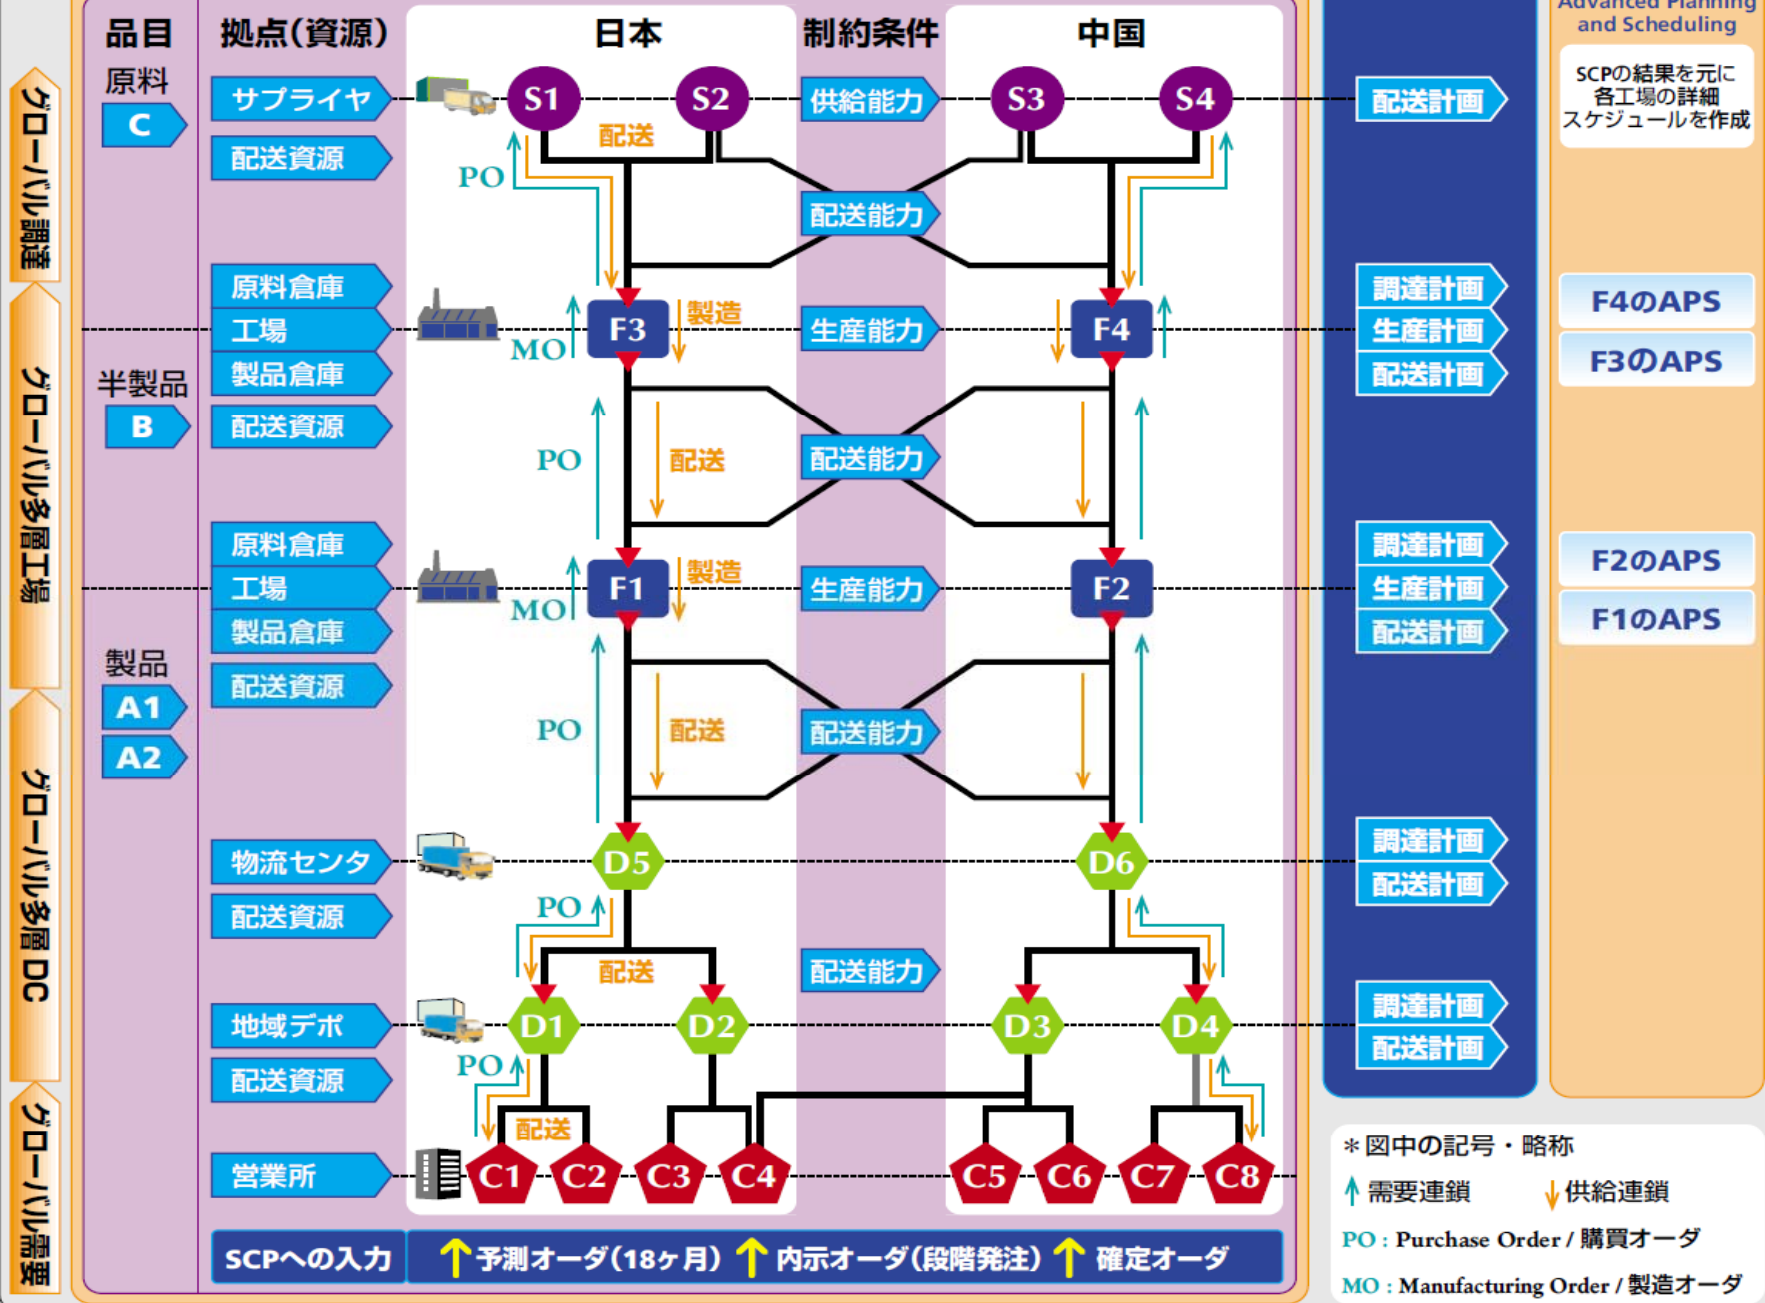 Advanced Planning
and Scheduling
品目
拠点(資源)
日本
制約条件
中国
SCPの結果を元に
各工場の詳細
スケジュールを作成
グローバル調達
グローバル多層工場
グローバル多層DC
グローバル需要
原料
C
サプライヤ
S1
S2
供給能力
S3
S4
配送計画
配送
配送資源
PO
配送能力
原料倉庫
調達計画
F4のAPS
製造
工場
F3
生産能力
F4
生産計画
MO
F3のAPS
半製品
製品倉庫
配送計画
B
配送資源
PO
配送
配送能力
原料倉庫
調達計画
F2のAPS
製造
工場
F1
生産能力
F2
生産計画
MO
F1のAPS
製品倉庫
配送計画
製品
配送資源
A1
A2
PO
配送
配送能力
調達計画
物流センタ
D5
D6
配送計画
PO
配送資源
配送
配送能力
調達計画
地域デポ
D1
D2
D3
D4
配送計画
PO
配送資源
配送
営業所
C1
C2
C3
C4
C5
C6
C7
C8
SCPへの入力
予測オーダ(18ヶ月)
内示オーダ(段階発注)
確定オーダ
＊図中の記号・略称
需要連鎖
供給連鎖
PO : Purchase Order / 購買オーダ
MO : Manufacturing Order / 製造オーダ